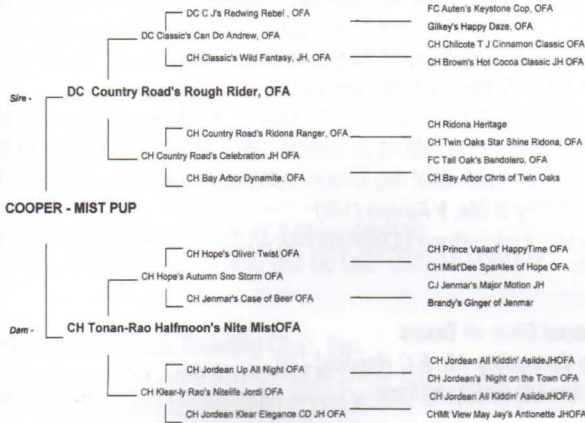 FC Auten's Keystone Cop, OFA
DC C J's Redwing Rebel , OFA
Gilkey's Happy Daze, OFA
DC Classic's Can Do Andrew, OFA
CH Chilcote T J Cinnamon Classic OFA
CH Classic's Wild Fantasy, JH, OFA
CH Brown's Hot Cocoa Classic JH OFA
Sire - DC Country Road's Rough Rider, OFA
CH Ridona Heritage
CH Country Road's Ridona Ranger, OFA
CH Twin Oaks Star Shine Ridona, OFA
CH Country Road's Celebration JH OFA
FC Tall Oak's Bandolero, OFA
CH Bay Arbor Dynamite, OFA
CH Bay Arbor Chris of Twin Oaks
COOPER - MIST PUP
CH Prince Valiant' HappyTime OFA
CH Hope's Oliver Twist OFA
CH Mist'Dee Sparkles of Hope OFA
CH Hope's Autumn Sno Storm OFA
CJ Jenmar's Major Motion JH
CH Jenmar's Case of Beer OFA
Brandy's Ginger of Jenmar
Dam - CH Tonan-Rao Halfmoon's Nite MistOFA
CH Jordean All Kiddin' AsiideJHOFA
CH Jordean Up All Night OFA
CH Jordean's Night on the Town OFA
CH Klear-ly Rao's Nitelife Jordi OFA
CH Jordean All Kiddin' AsiideJHOFA
CH Jordean Klear Elegance CD JH OFA
CHMt View May Jay's Antionette JHOFA